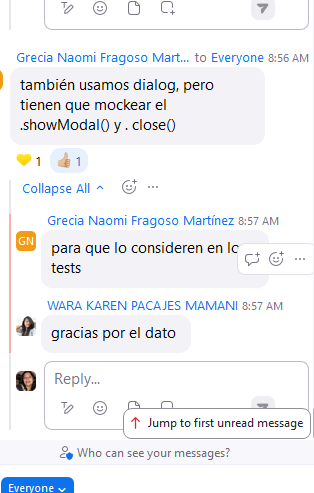 Grecia Naomi Fragoso Mart... to Everyone 8:56 AM
también usamos dialog, pero
tienen que mockear el
.showModal() y . close()
1
1
Collapse All
Grecia Naomi Fragoso Martínez 8:57 AM
GN
para que lo consideren en lo
tests
WARA KAREN PACAJES MAMANI 8:57 AM
gracias por el dato
Reply...
Jump to first unread message
Who can see your messages?
Everyone